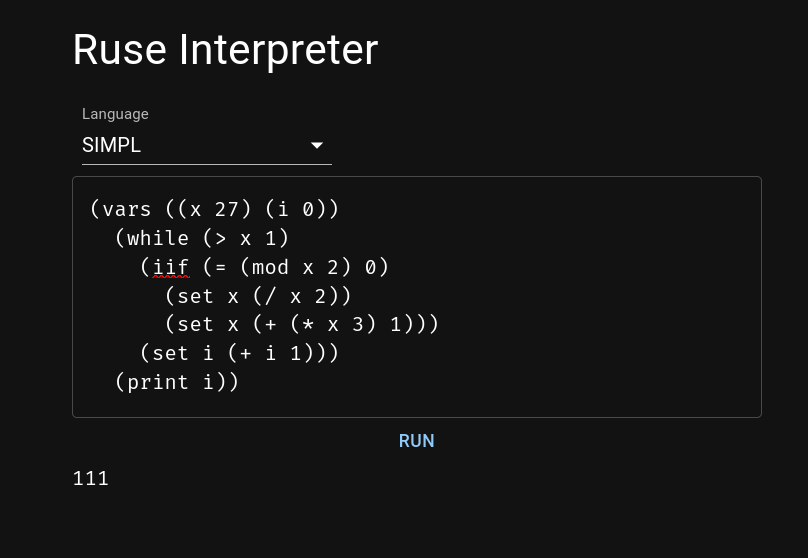 Ruse Interpreter
Language
SIMPL
(vars ((x 27) (i 0))
  (while (> x 1)
    (iif (= (mod x 2) 0)
      (set x (/ x 2))
      (set x (+ (* x 3) 1)))
    (set i (+ i 1)))
  (print i))
RUN
111